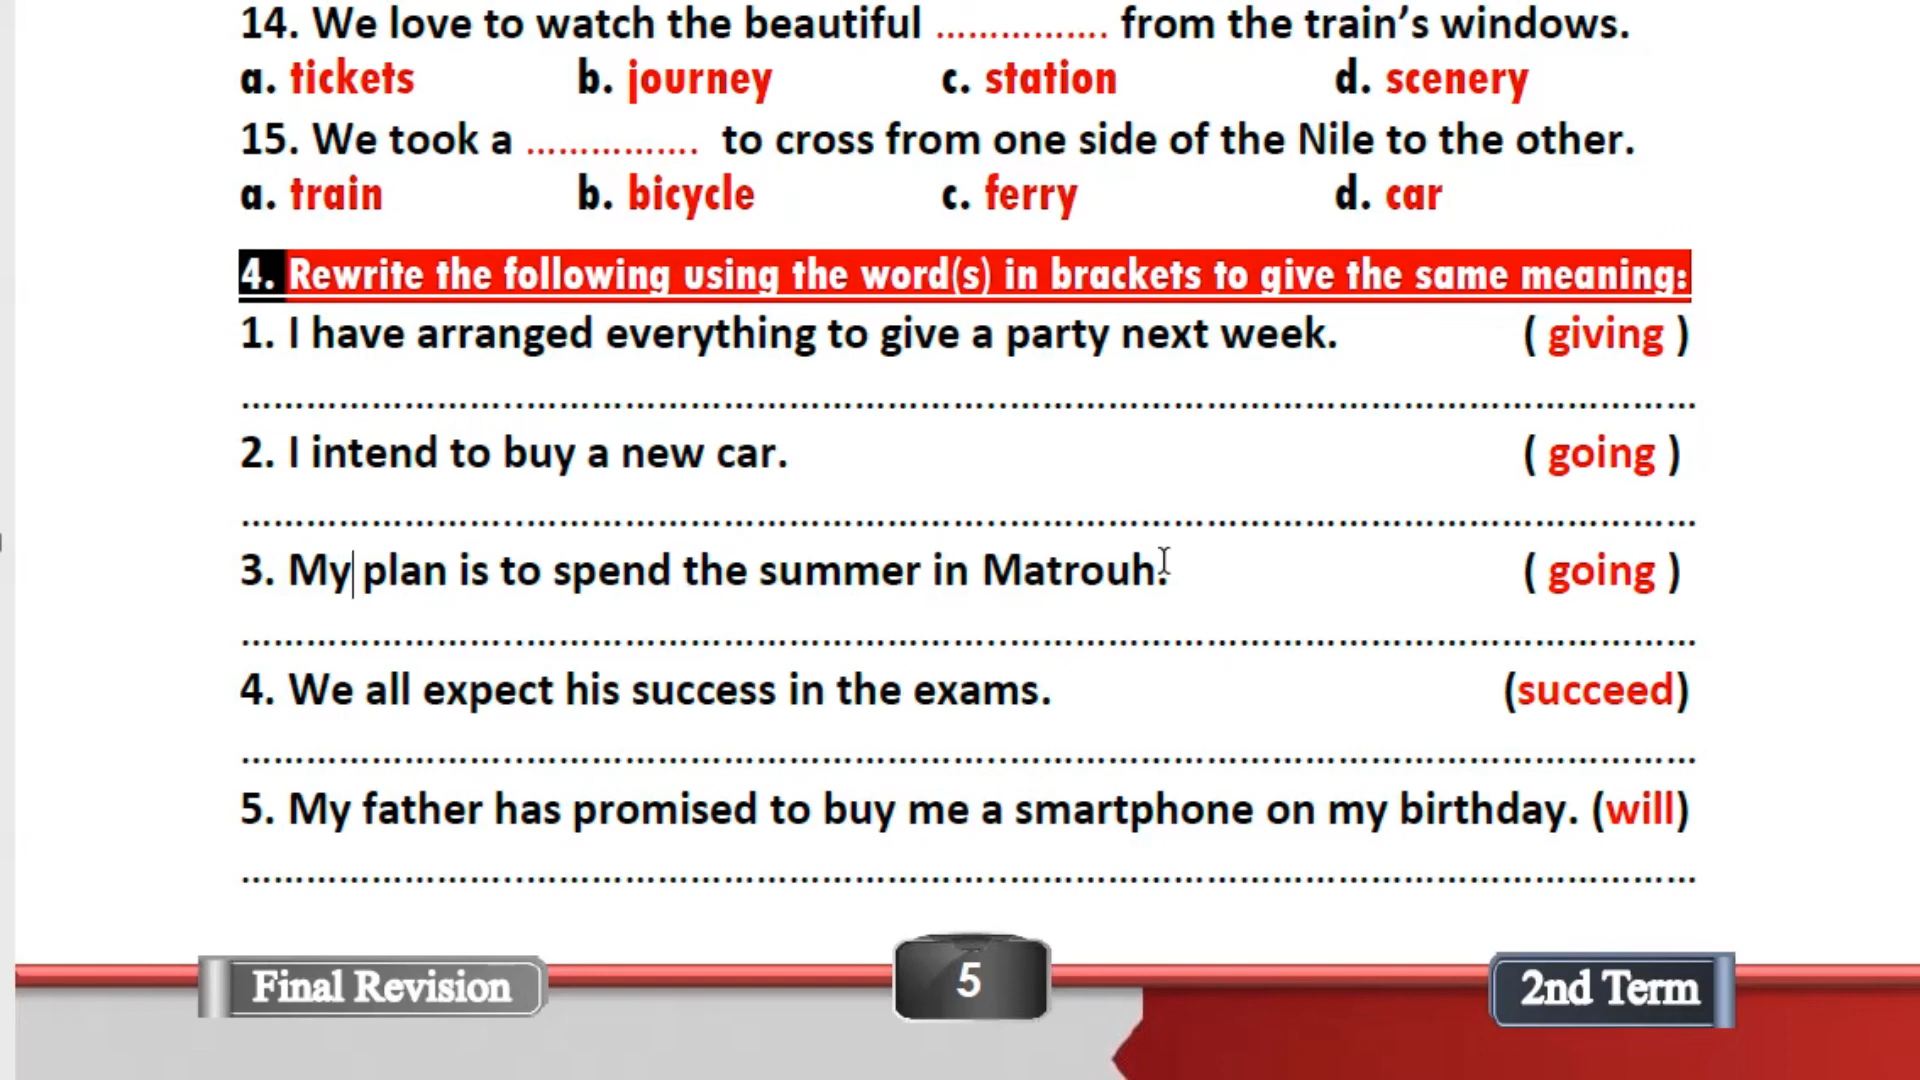 14. We love to watch the beautiful ……………. from the train’s windows.
a. tickets b. journey c. station d. scenery
15. We took a ……………. to cross from one side of the Nile to the other.
a. train b. bicycle c. ferry d. car
4. Rewrite the following using the word(s) in brackets to give the same meaning:
1. I have arranged everything to give a party next week. ( giving )
……………………………………………………………………………………
2. I intend to buy a new car. ( going )
……………………………………………………………………………………
3. My plan is to spend the summer in Matrouh. ( going )
……………………………………………………………………………………
4. We all expect his success in the exams. (succeed)
……………………………………………………………………………………
5. My father has promised to buy me a smartphone on my birthday. (will)
……………………………………………………………………………………
Final Revision 5 2nd Term